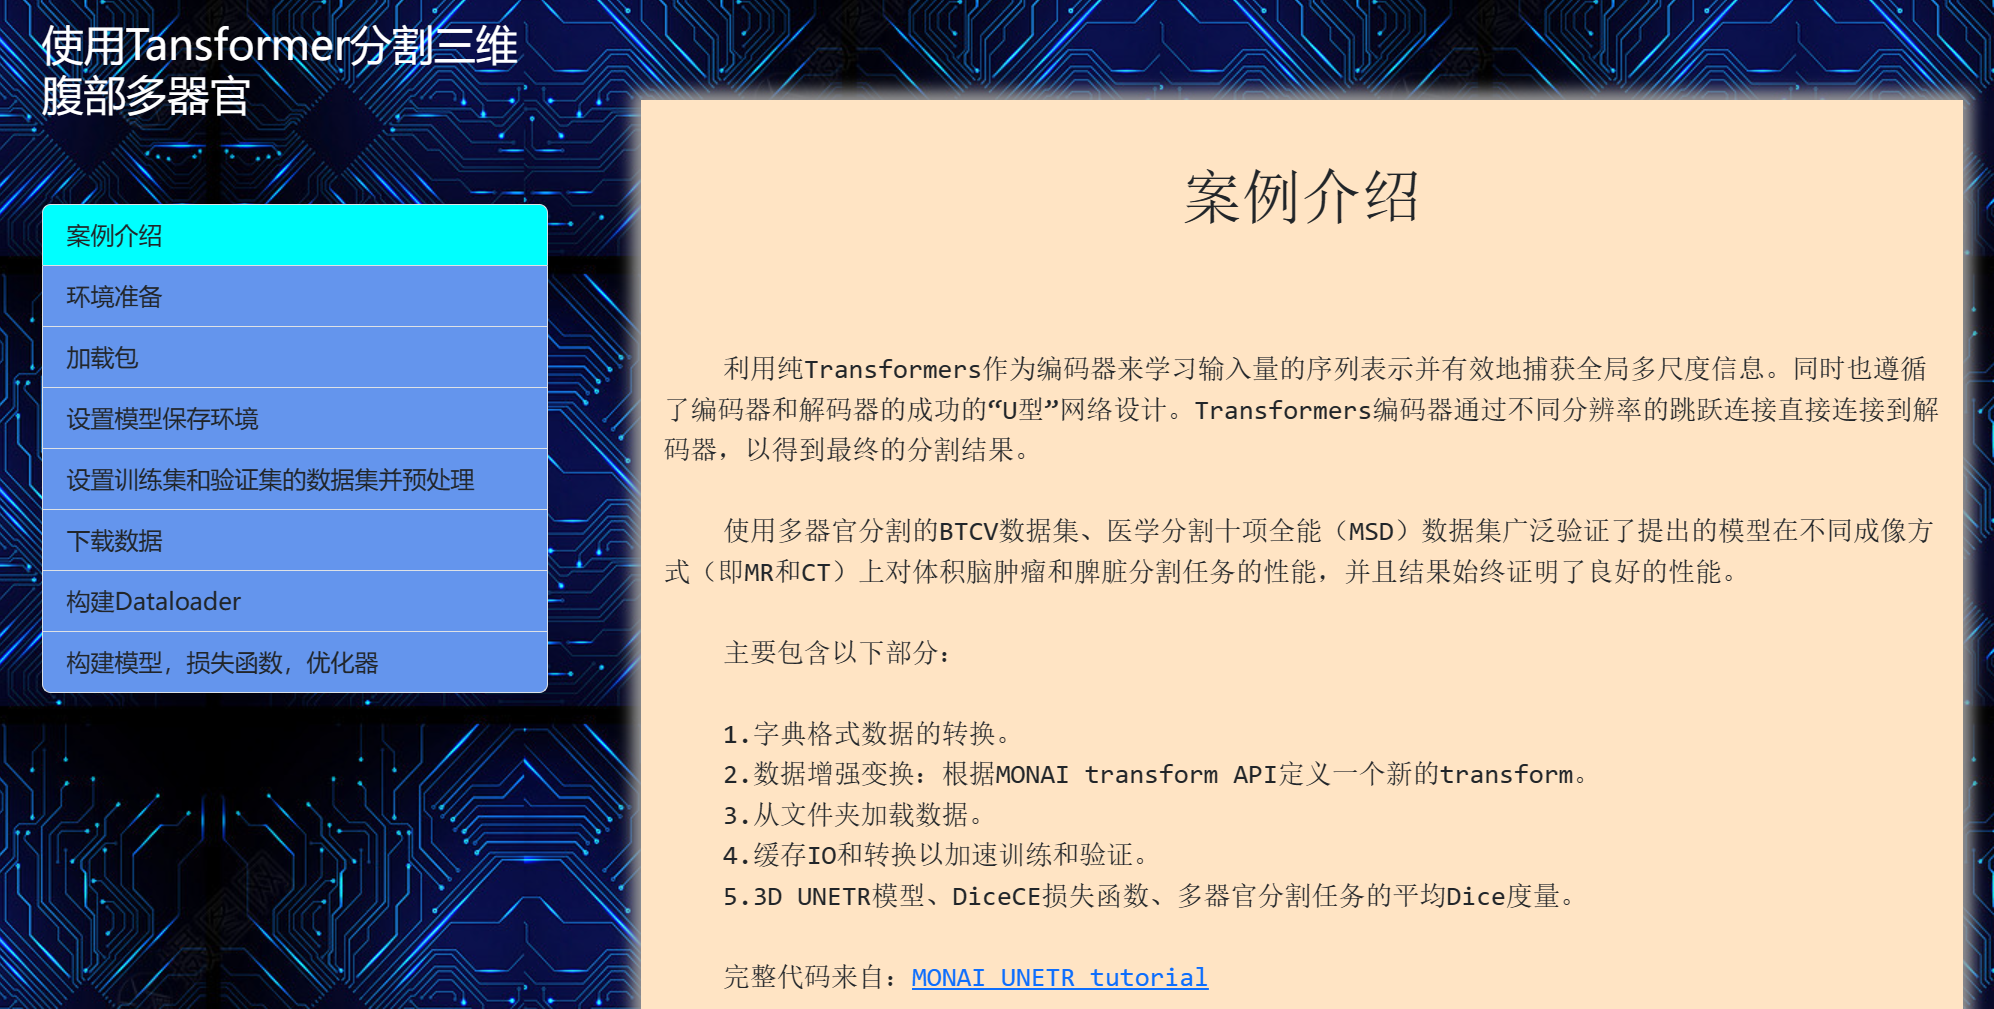 使用Tansformer分割三维
腹部多器官
案例介绍
环境准备
加载包
设置模型保存环境
设置训练集和验证集的数据集并预处理
下载数据
构建Dataloader
构建模型，损失函数，优化器
案例介绍
利用纯Transformers作为编码器来学习输入量的序列表示并有效地捕获全局多尺度信息。同时也遵循
了编码器和解码器的成功的“U型”网络设计。Transformers编码器通过不同分辨率的跳跃连接直接连接到解
码器，以得到最终的分割结果。
使用多器官分割的BTCV数据集、医学分割十项全能（MSD）数据集广泛验证了提出的模型在不同成像方
式（即MR和CT）上对体积脑肿瘤和脾脏分割任务的性能，并且结果始终证明了良好的性能。
主要包含以下部分：
1.字典格式数据的转换。
2.数据增强变换：根据MONAI transform API定义一个新的transform。
3.从文件夹加载数据。
4.缓存IO和转换以加速训练和验证。
5.3D UNETR模型、DiceCE损失函数、多器官分割任务的平均Dice度量。
完整代码来自：MONAI UNETR tutorial